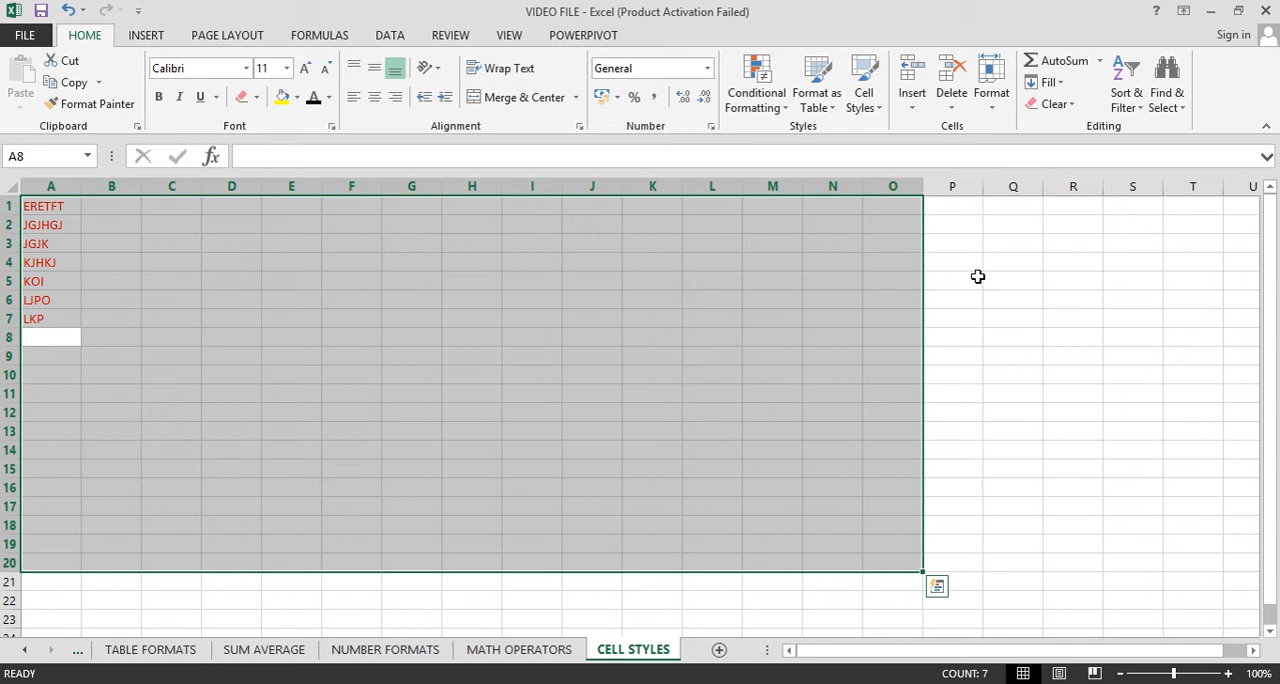 VIDEO FILE - Excel (Product Activation Failed)
?
FILE HOME INSERT PAGE LAYOUT FORMULAS DATA REVIEW VIEW POWERPIVOT Sign in
Paste
Cut
Copy
Format Painter
Clipboard
Calibri 11
B I U
Font
Wrap Text
Merge & Center
Alignment
General
%
Number
Conditional Formatting
Format as Table
Cell Styles
Styles
Insert
Delete
Format
Cells
AutoSum
Fill
Clear
Sort & Filter
Find & Select
Editing
A8 fx
A B C D E F G H I J K L M N O P Q R S T U
1 ERETFT
2 JGJHGJ
3 JGJK
4 KJHKJ
5 KOI
6 LJPO
7 LKP
8
9
10
11
12
13
14
15
16
17
18
19
20
21
22
23
24
... TABLE FORMATS SUM AVERAGE NUMBER FORMATS MATH OPERATORS CELL STYLES
READY COUNT: 7 100%